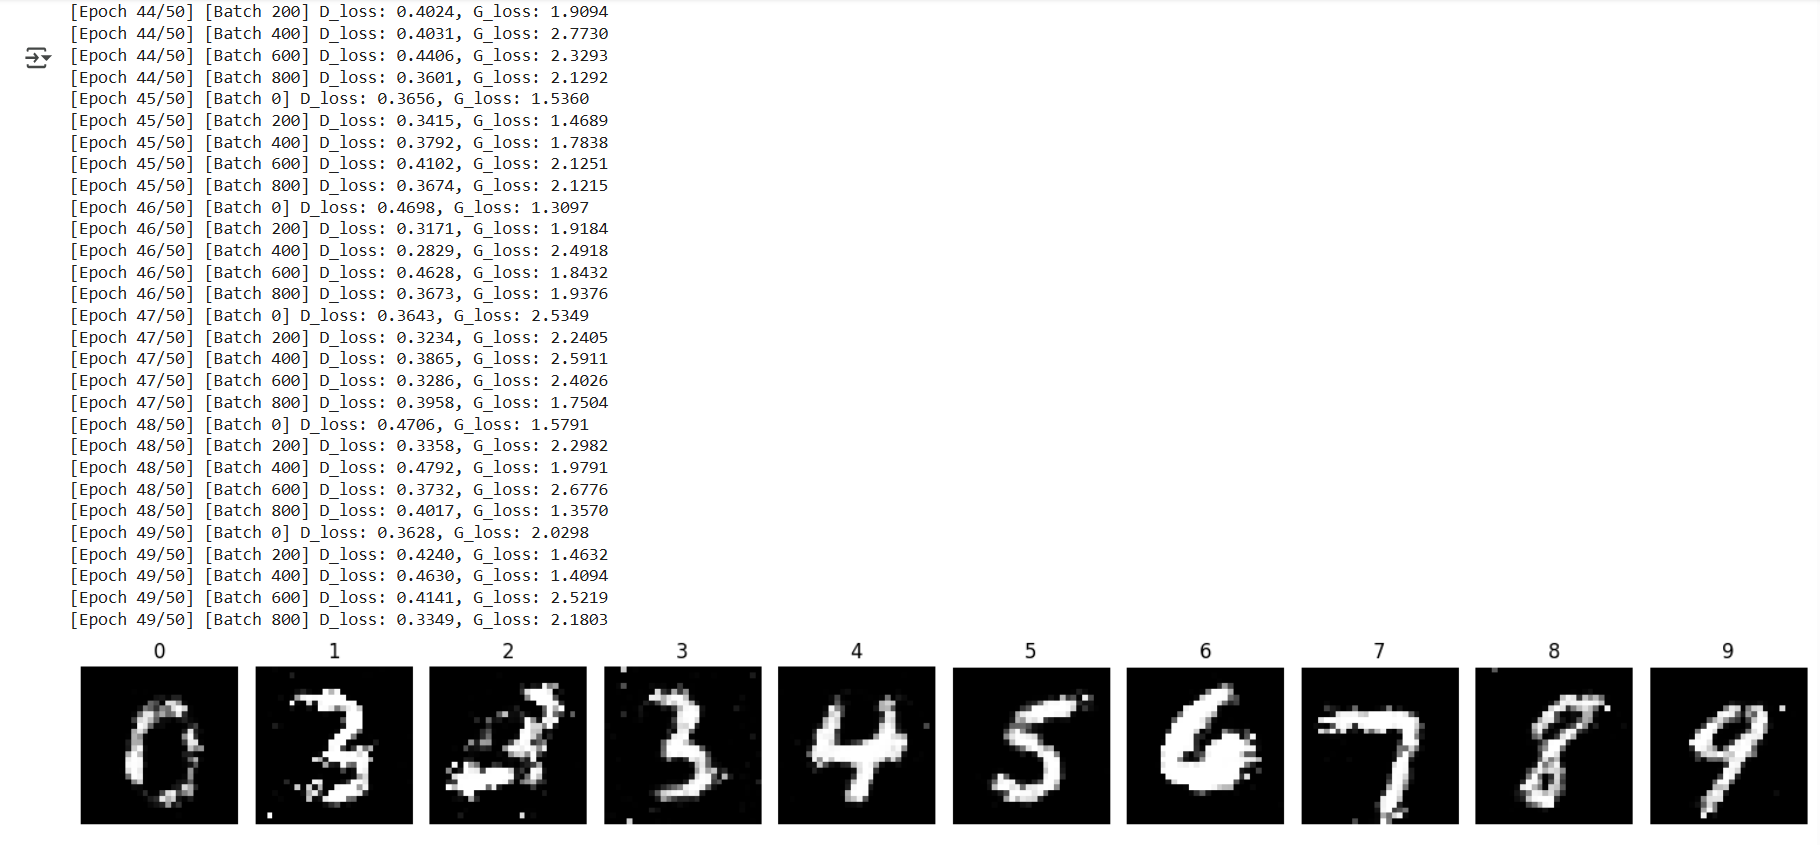 [Epoch 44/50] [Batch 200] D_loss: 0.4024, G_loss: 1.9094
[Epoch 44/50] [Batch 400] D_loss: 0.4031, G_loss: 2.7730
[Epoch 44/50] [Batch 600] D_loss: 0.4406, G_loss: 2.3293
[Epoch 44/50] [Batch 800] D_loss: 0.3601, G_loss: 2.1292
[Epoch 45/50] [Batch 0] D_loss: 0.3656, G_loss: 1.5360
[Epoch 45/50] [Batch 200] D_loss: 0.3415, G_loss: 1.4689
[Epoch 45/50] [Batch 400] D_loss: 0.3792, G_loss: 1.7838
[Epoch 45/50] [Batch 600] D_loss: 0.4102, G_loss: 2.1251
[Epoch 45/50] [Batch 800] D_loss: 0.3674, G_loss: 2.1215
[Epoch 46/50] [Batch 0] D_loss: 0.4698, G_loss: 1.3097
[Epoch 46/50] [Batch 200] D_loss: 0.3171, G_loss: 1.9184
[Epoch 46/50] [Batch 400] D_loss: 0.2829, G_loss: 2.4918
[Epoch 46/50] [Batch 600] D_loss: 0.4628, G_loss: 1.8432
[Epoch 46/50] [Batch 800] D_loss: 0.3673, G_loss: 1.9376
[Epoch 47/50] [Batch 0] D_loss: 0.3643, G_loss: 2.5349
[Epoch 47/50] [Batch 200] D_loss: 0.3234, G_loss: 2.2405
[Epoch 47/50] [Batch 400] D_loss: 0.3865, G_loss: 2.5911
[Epoch 47/50] [Batch 600] D_loss: 0.3286, G_loss: 2.4026
[Epoch 47/50] [Batch 800] D_loss: 0.3958, G_loss: 1.7504
[Epoch 48/50] [Batch 0] D_loss: 0.4706, G_loss: 1.5791
[Epoch 48/50] [Batch 200] D_loss: 0.3358, G_loss: 2.2982
[Epoch 48/50] [Batch 400] D_loss: 0.4792, G_loss: 1.9791
[Epoch 48/50] [Batch 600] D_loss: 0.3732, G_loss: 2.6776
[Epoch 48/50] [Batch 800] D_loss: 0.4017, G_loss: 1.3570
[Epoch 49/50] [Batch 0] D_loss: 0.3628, G_loss: 2.0298
[Epoch 49/50] [Batch 200] D_loss: 0.4240, G_loss: 1.4632
[Epoch 49/50] [Batch 400] D_loss: 0.4630, G_loss: 1.4094
[Epoch 49/50] [Batch 600] D_loss: 0.4141, G_loss: 2.5219
[Epoch 49/50] [Batch 800] D_loss: 0.3349, G_loss: 2.1803
0 1 2 3 4 5 6 7 8 9
0 3 3 4 5 6 7 8 9